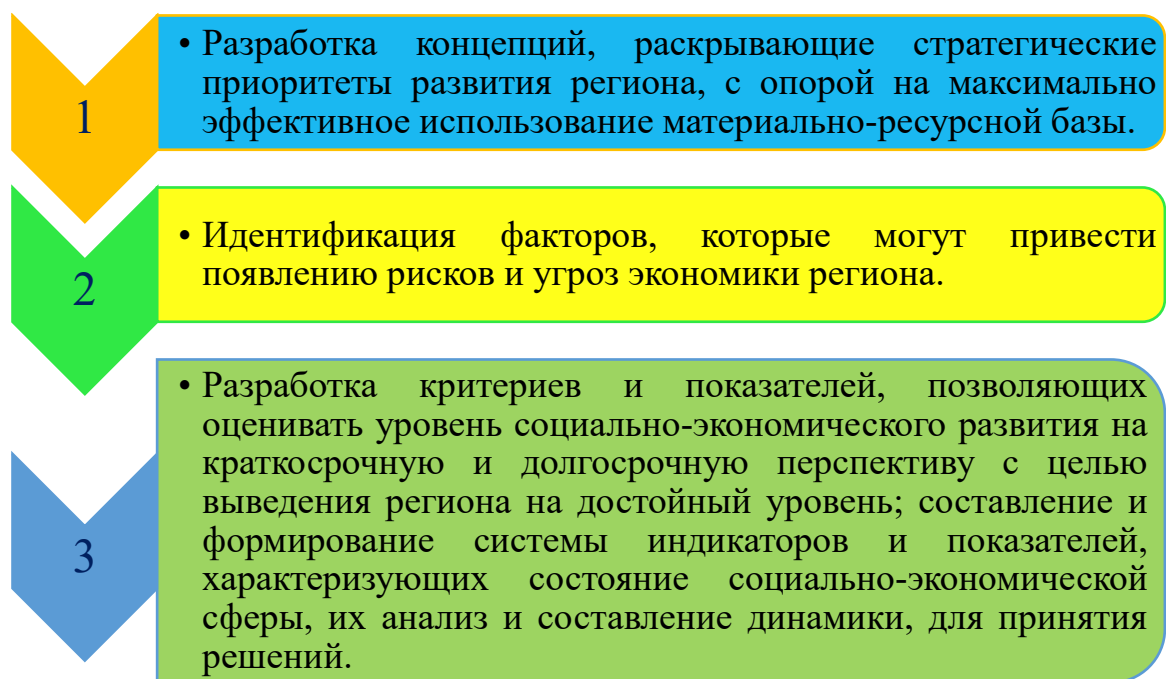 1
• Разработка концепций, раскрывающие стратегические
приоритеты развития региона, с опорой на максимально
эффективное использование материально-ресурсной базы.
2
• Идентификация факторов, которые могут привести
появлению рисков и угроз экономики региона.
3
• Разработка критериев и показателей, позволяющих
оценивать уровень социально-экономического развития на
краткосрочную и долгосрочную перспективу с целью
выведения региона на достойный уровень; составление и
формирование системы индикаторов и показателей,
характеризующих состояние социально-экономической
сферы, их анализ и составление динамики, для принятия
решений.